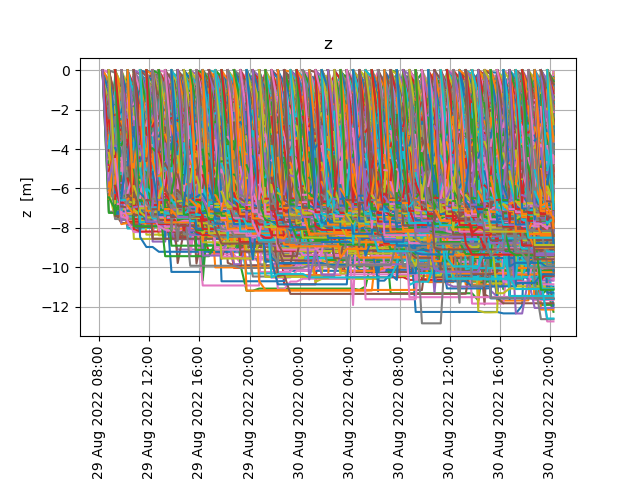 z
0
−2
−4
−6
−8
−10
−12
z [m]
29 Aug 2022 08:00
29 Aug 2022 12:00
29 Aug 2022 16:00
29 Aug 2022 20:00
30 Aug 2022 00:00
30 Aug 2022 04:00
30 Aug 2022 08:00
30 Aug 2022 12:00
30 Aug 2022 16:00
30 Aug 2022 20:00